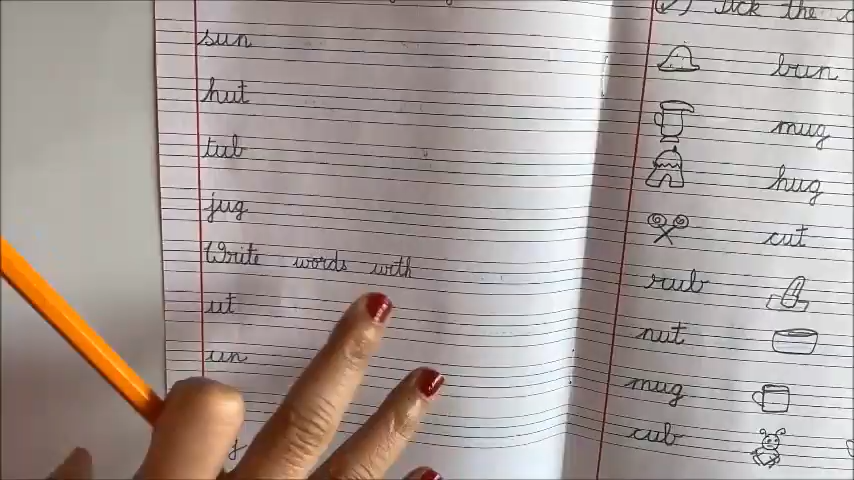 sun
hut
tub
jug
Write words with
ut
un
Tick the
bun
mug
hug
cut
rub
nut
mug
cub